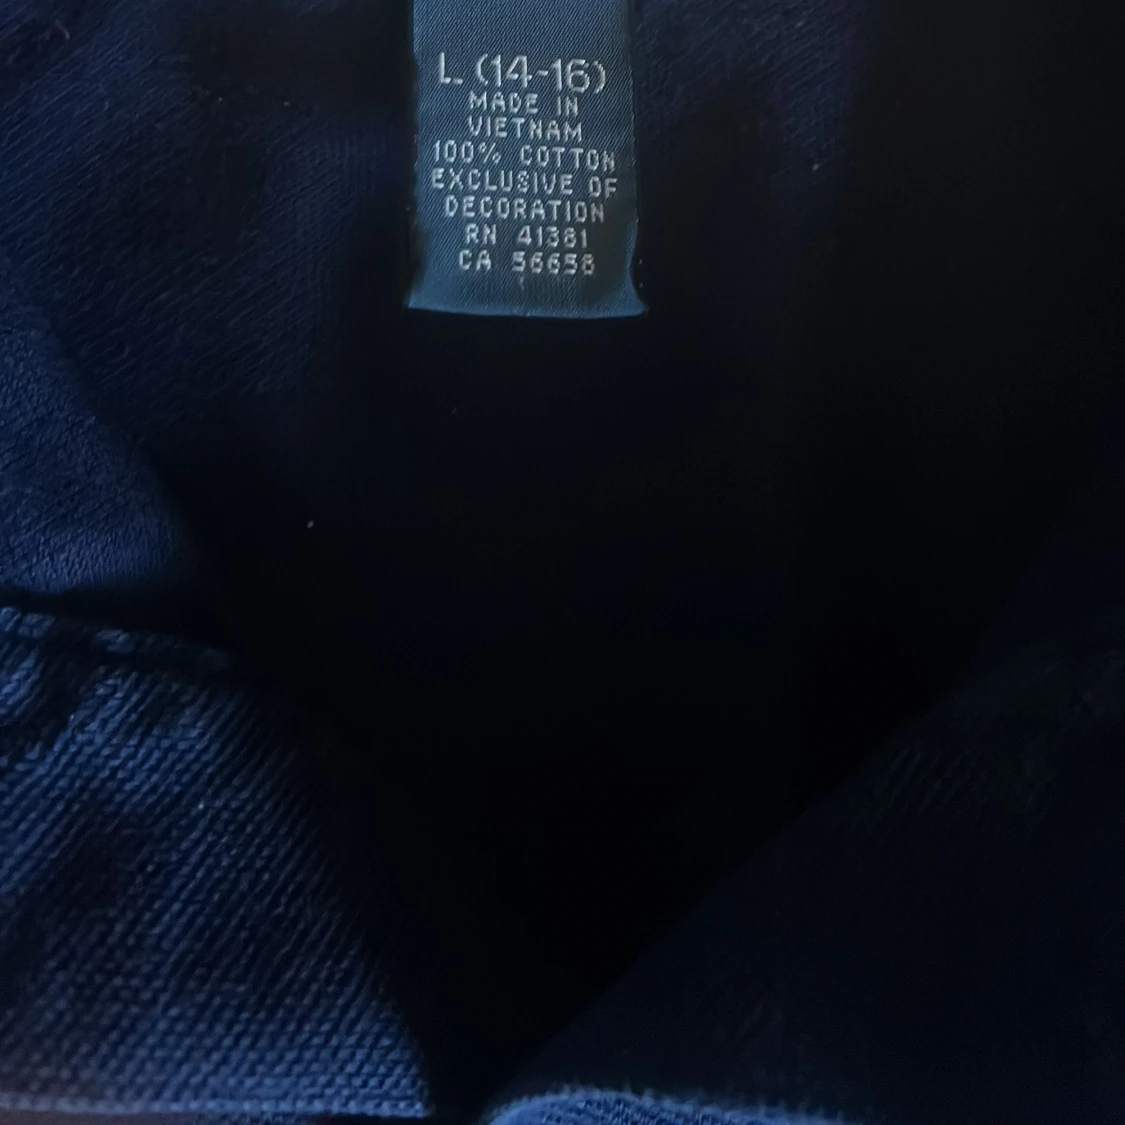 L (14-16)
MADE IN
VIETNAM
100% COTTON
EXCLUSIVE OF
DECORATION
RN 41381
CA 56658